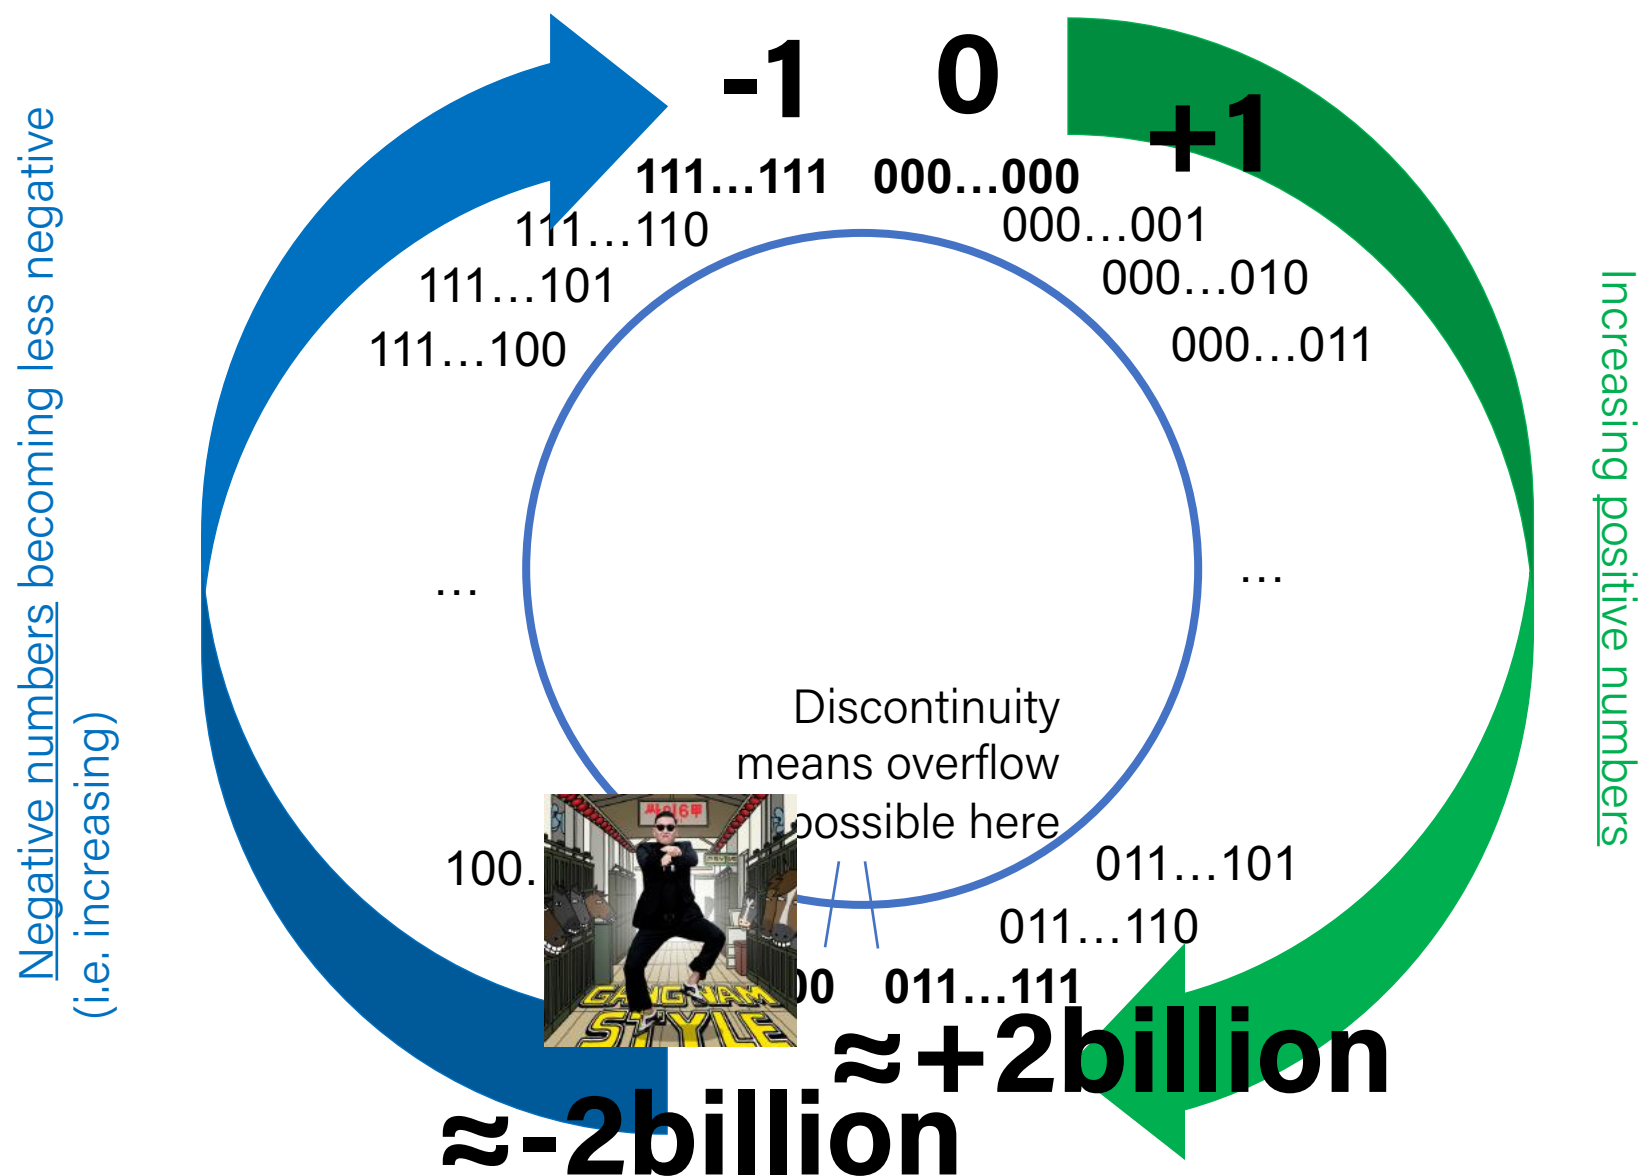 -1 0
+1
111...111 000...000
111...110 000...001
111...101 000...010
111...100 000...011
Negative numbers becoming less negative
(i.e. increasing)
Increasing positive numbers
... ...
Discontinuity
means overflow
possible here
100. 011...101
011...110
00 011...111
≈+2billion
≈-2billion
GANGNAM
STYLE